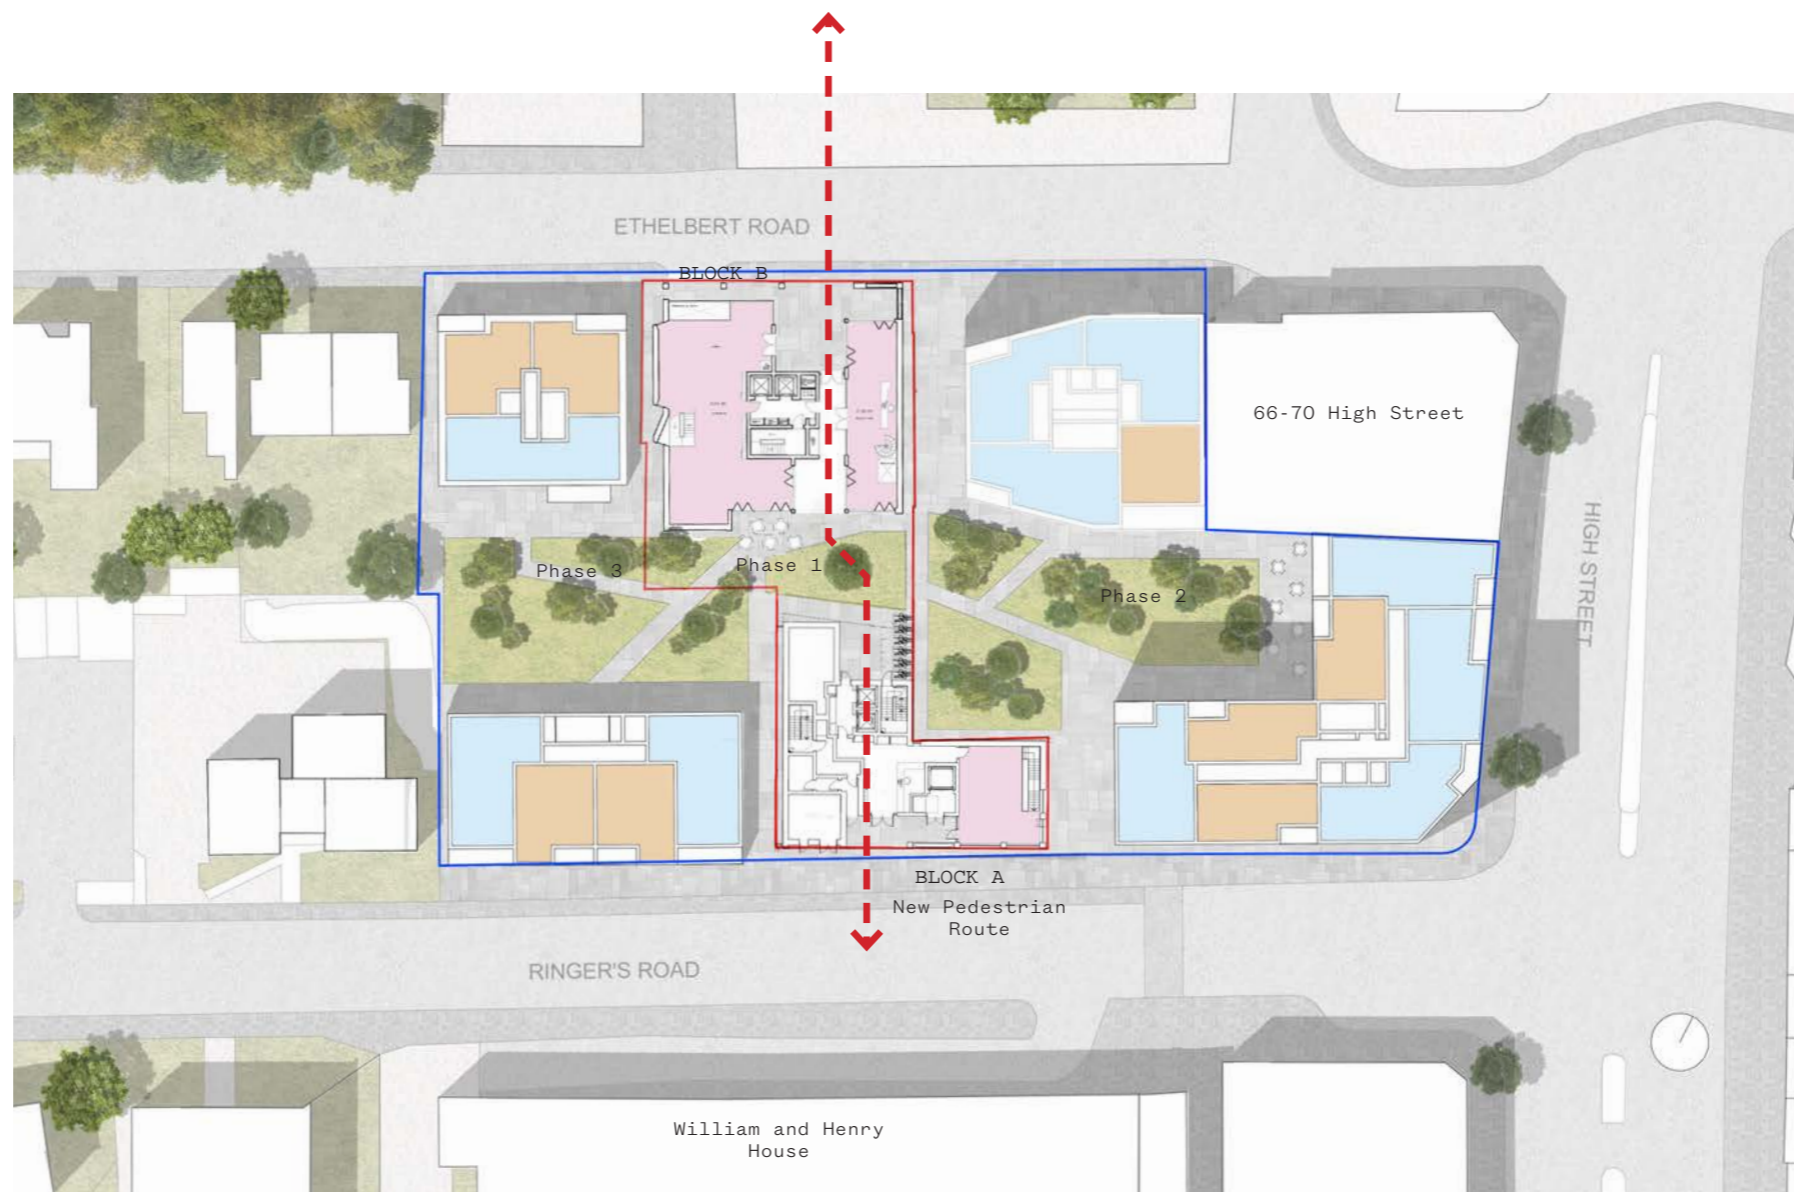 ETHELBERT ROAD
BLOCK B
66-70 High Street
HIGH STREET
Phase 3
Phase 1
Phase 2
BLOCK A
New Pedestrian
Route
RINGER'S ROAD
William and Henry
House